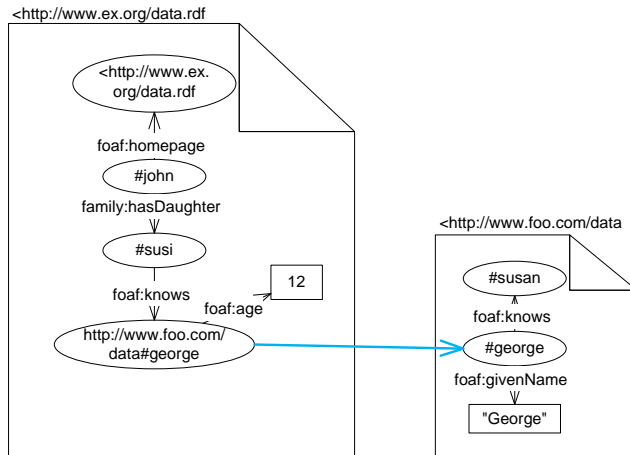 <http://www.ex.org/data.rdf
<http://www.ex.
org/data.rdf
foaf:homepage
#john
family:hasDaughter
#susi
foaf:knows
12
foaf:age
http://www.foo.com/
data#george
<http://www.foo.com/data
#susan
foaf:knows
#george
foaf:givenName
"George"